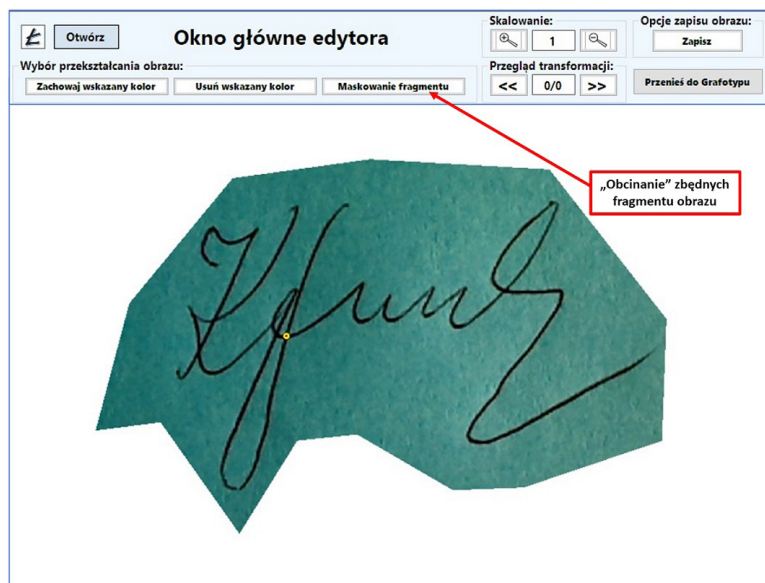 Otwórz
Okno główne edytora
Skalowanie:
1
Opcje zapisu obrazu:
Zapisz
Wybór przekształcania obrazu:
Zachowaj wskazany kolor
Usuń wskazany kolor
Maskowanie fragmentu
Przegląd transformacji:
<< 0/0 >>
Przenieś do Grafotypu
„Obcinanie” zbędnych
fragmentu obrazu